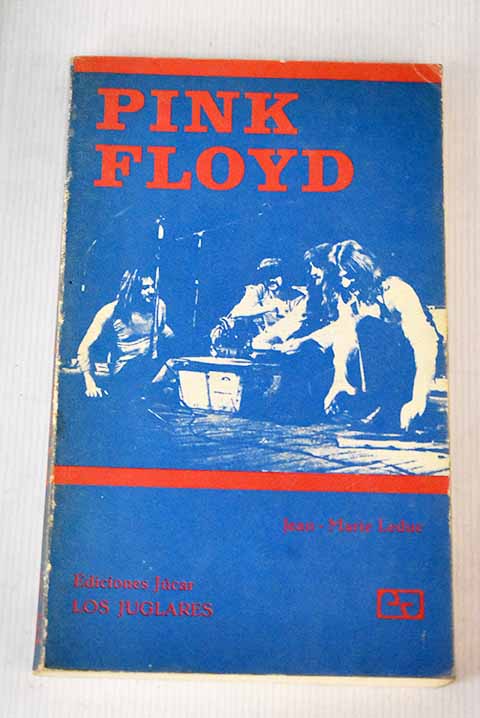 PINK
FLOYD
Jean-Marie Leduc
Ediciones Júcar
LOS JUGLARES